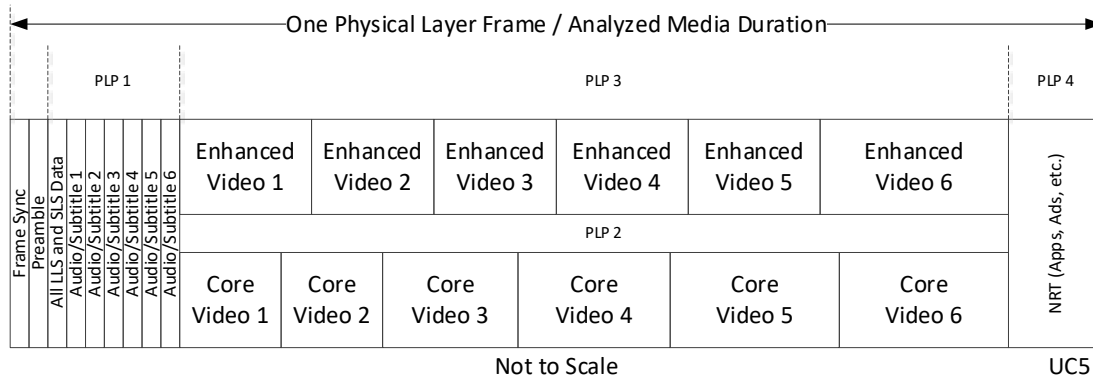 One Physical Layer Frame / Analyzed Media Duration
PLP 1
PLP 3
PLP 4
Frame Sync
Preamble
All LLS and SLS Data
Audio/Subtitle 1
Audio/Subtitle 2
Audio/Subtitle 3
Audio/Subtitle 4
Audio/Subtitle 5
Audio/Subtitle 6
Enhanced
Video 1
Enhanced
Video 2
Enhanced
Video 3
Enhanced
Video 4
Enhanced
Video 5
Enhanced
Video 6
PLP 2
Core
Video 1
Core
Video 2
Core
Video 3
Core
Video 4
Core
Video 5
Core
Video 6
NRT (Apps, Ads, etc.)
Not to Scale
UC5